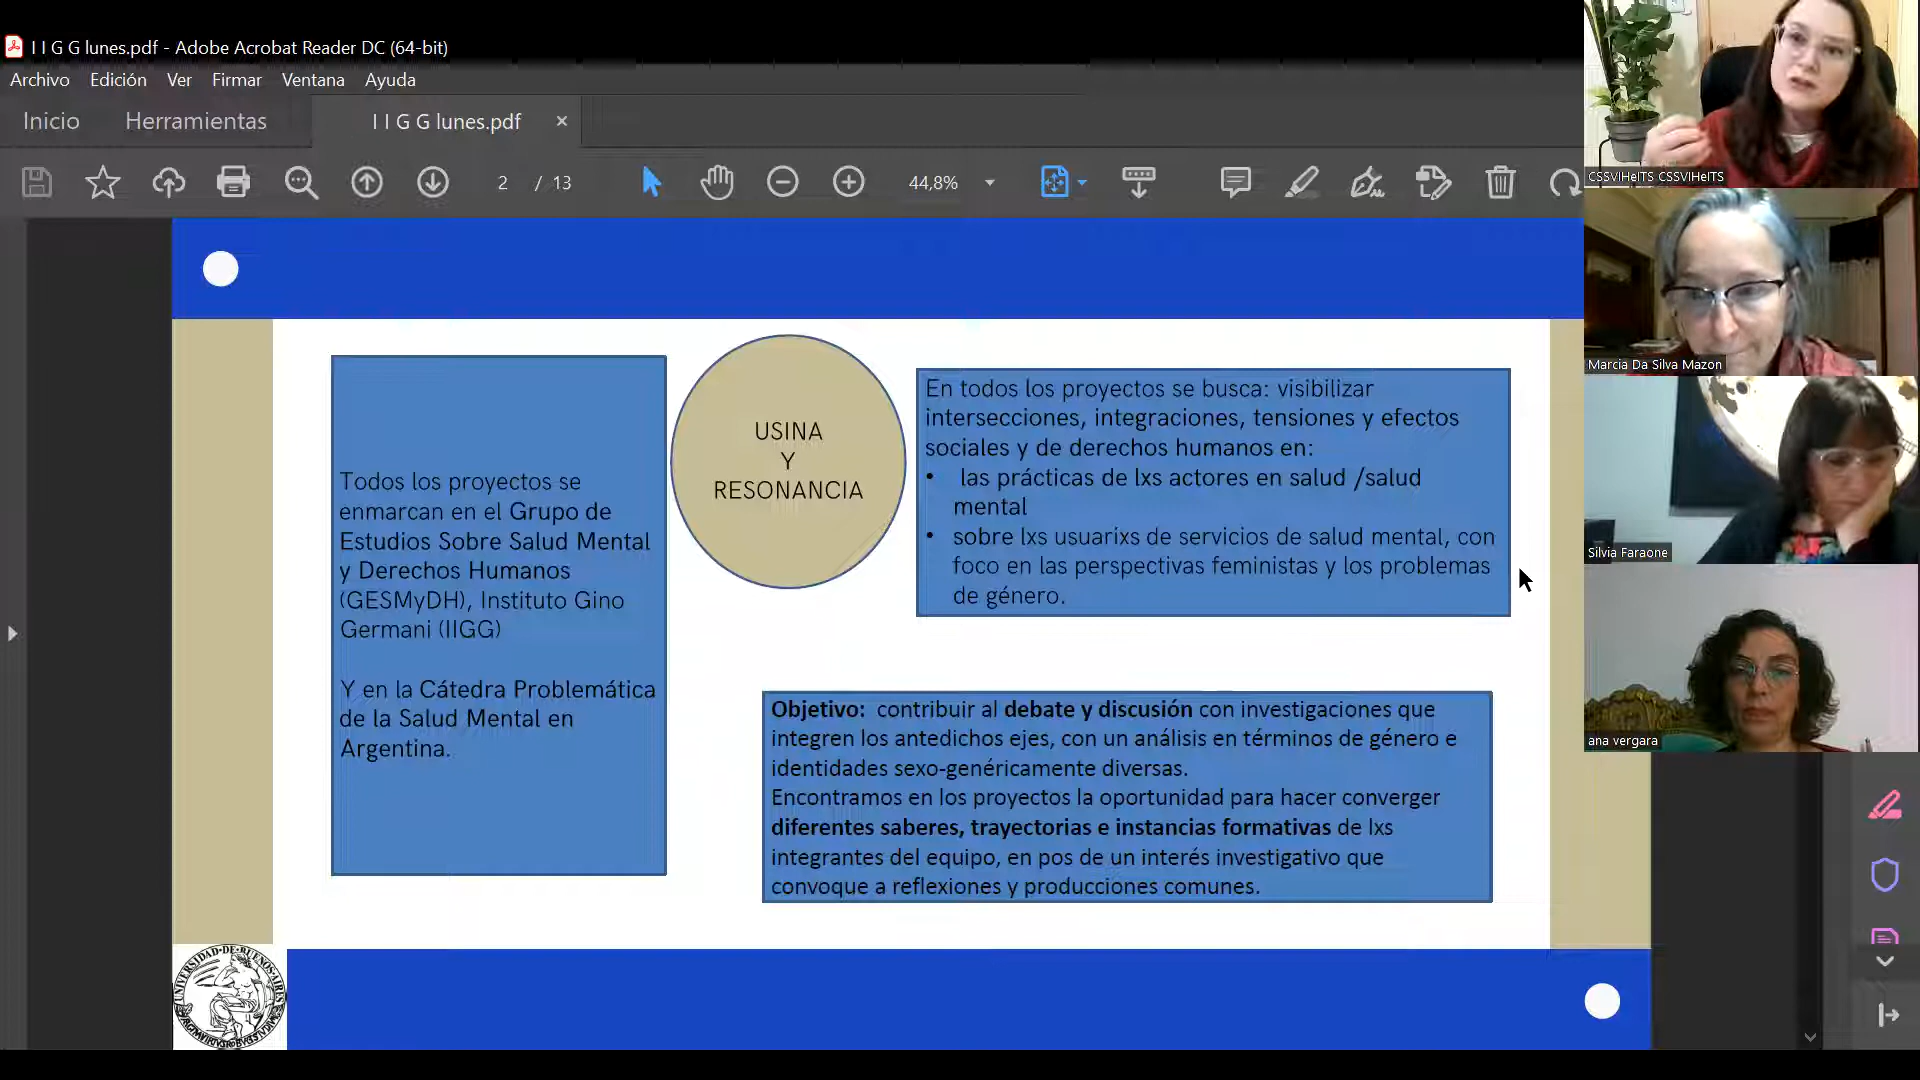 I I G G lunes.pdf - Adobe Acrobat Reader DC (64-bit)
Archivo Edición Ver Firmar Ventana Ayuda
Inicio Herramientas I I G G lunes.pdf ×
2 / 13 44,8%
Todos los proyectos se
enmarcan en el Grupo de
Estudios Sobre Salud Mental
y Derechos Humanos
(GESMyDH), Instituto Gino
Germani (IIGG)
Y en la Cátedra Problemática
de la Salud Mental en
Argentina.
USINA
Y
RESONANCIA
En todos los proyectos se busca: visibilizar
intersecciones, integraciones, tensiones y efectos
sociales y de derechos humanos en:
• las prácticas de lxs actores en salud /salud
mental
• sobre lxs usuaríxs de servicios de salud mental, con
foco en las perspectivas feministas y los problemas
de género.
Objetivo: contribuir al debate y discusión con investigaciones que
integren los antedichos ejes, con un análisis en términos de género e
identidades sexo-genéricamente diversas.
Encontramos en los proyectos la oportunidad para hacer converger
diferentes saberes, trayectorias e instancias formativas de lxs
integrantes del equipo, en pos de un interés investigativo que
convoque a reflexiones y producciones comunes.
UNIVERSIDAD·DE·BUENOS·AIRES
CSSVIHeITS CSSVIHeITS
Marcia Da Silva Mazon
Silvia Faraone
ana vergara